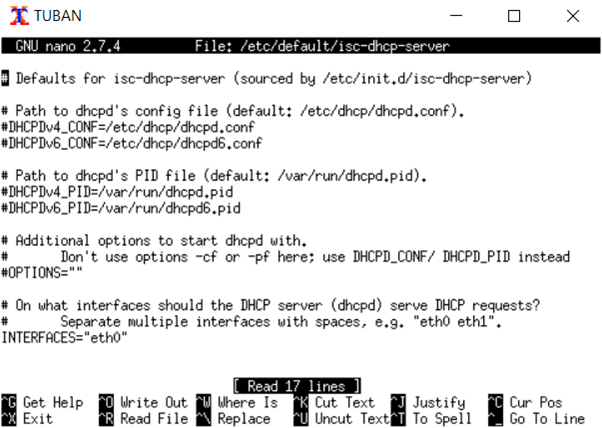 TUBAN
GNU nano 2.7.4 File: /etc/default/isc-dhcp-server
# Defaults for isc-dhcp-server (sourced by /etc/init.d/isc-dhcp-server)
# Path to dhcpd's config file (default: /etc/dhcp/dhcpd.conf).
#DHCPDv4_CONF=/etc/dhcp/dhcpd.conf
#DHCPDv6_CONF=/etc/dhcp/dhcpd6.conf
# Path to dhcpd's PID file (default: /var/run/dhcpd.pid).
#DHCPDv4_PID=/var/run/dhcpd.pid
#DHCPDv6_PID=/var/run/dhcpd6.pid
# Additional options to start dhcpd with.
# Don't use options -cf or -pf here; use DHCPD_CONF/ DHCPD_PID instead
#OPTIONS=""
# On what interfaces should the DHCP server (dhcpd) serve DHCP requests?
# Separate multiple interfaces with spaces, e.g. "eth0 eth1".
INTERFACES="eth0"
[ Read 17 lines ]
^G Get Help ^O Write Out ^W Where Is ^K Cut Text ^J Justify ^C Cur Pos
^X Exit ^R Read File ^\ Replace ^U Uncut Text ^T To Spell ^_ Go To Line